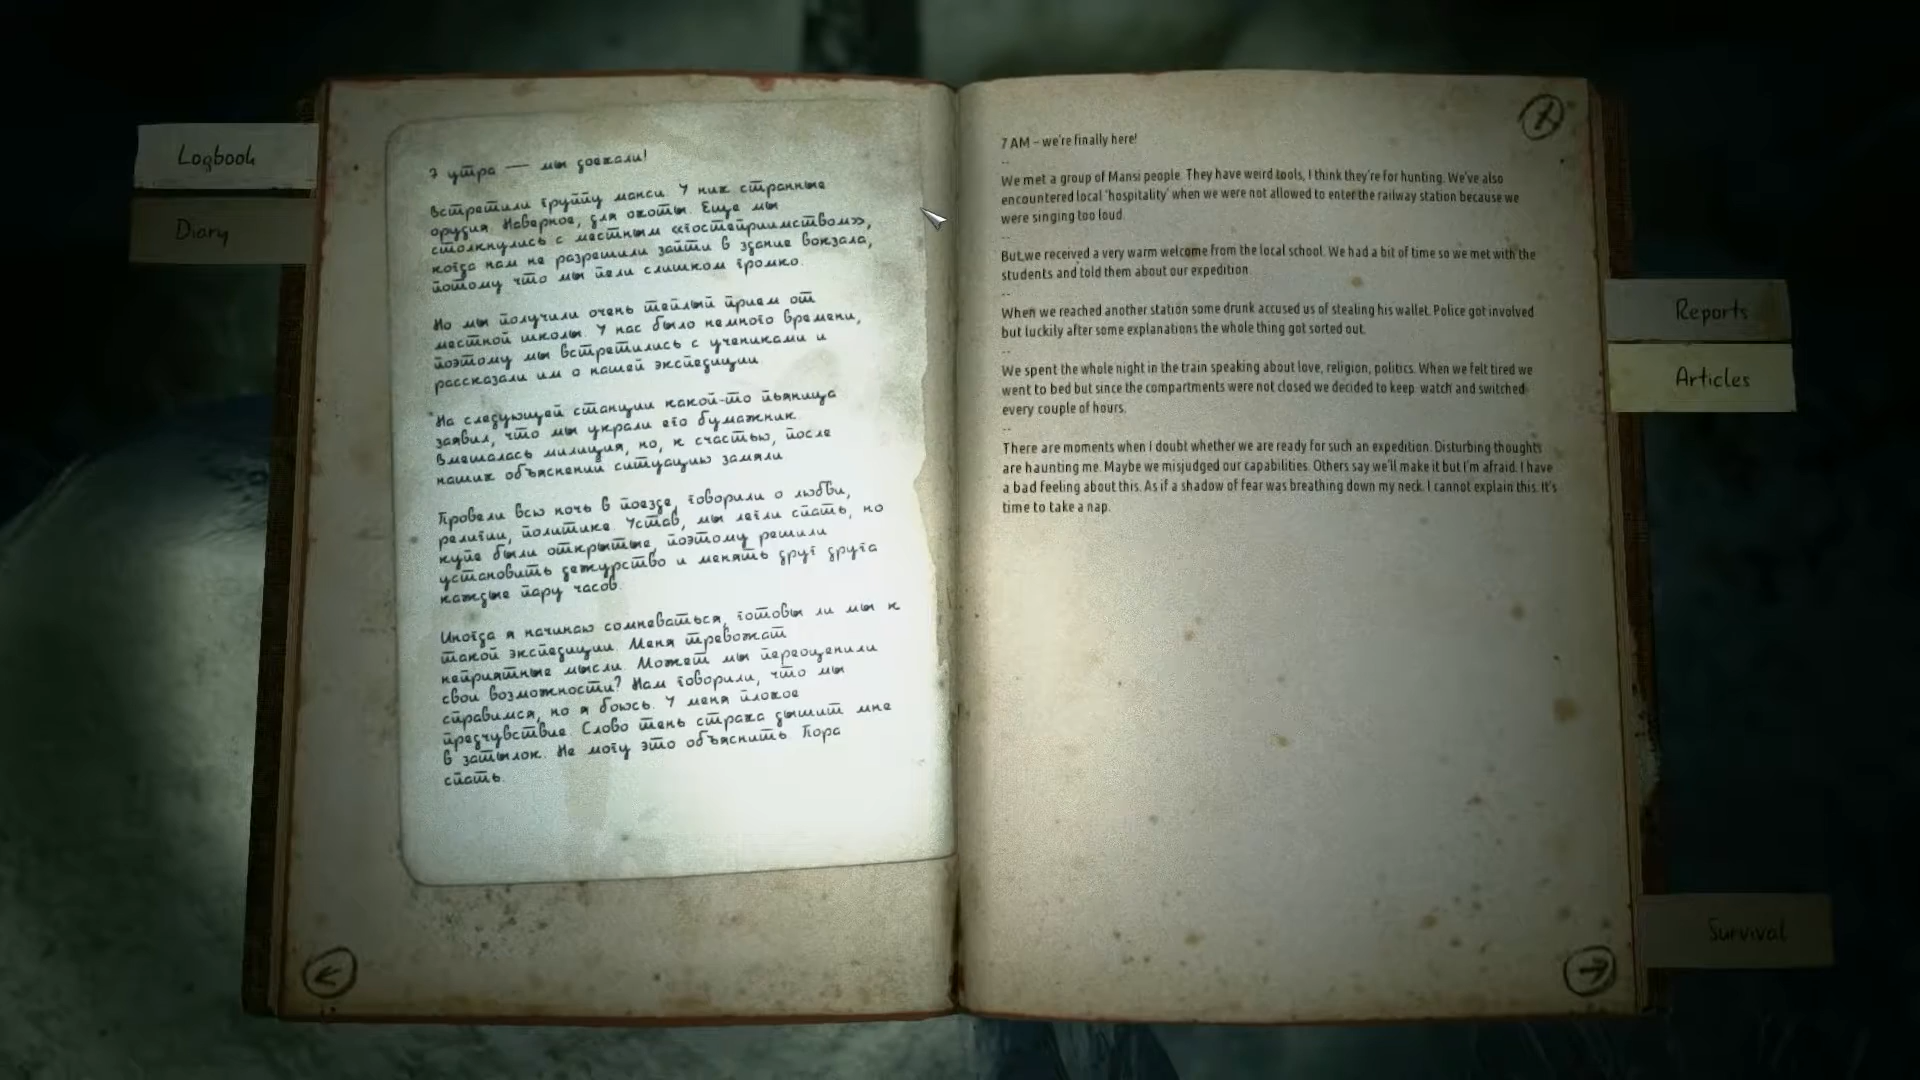 Logbook
Diary
7 утра — мы доехали!
Встретили группу манси. У них странные
орудия. Наверное, для охоты. Еще мы
столкнулись с местным «гостеприимством»,
когда нам не разрешили зайти в здание вокзала,
потому что мы пели слишком громко.
Но мы получили очень теплый прием от
местной школы. У нас было немного времени,
поэтому мы встретились с учениками и
рассказали им о нашей экспедиции.
На следующей станции какой-то пьяница
заявил, что мы украли его бумажник.
Вмешалась милиция, но, к счастью, после
наших объяснений ситуацию замяли.
Провели всю ночь в поезде, говорили о любви,
религии, политике. Устав, мы легли спать, но
купе были открытые, поэтому решили
установить дежурство и менять друг друга
каждые пару часов.
Иногда я начинаю сомневаться, готовы ли мы к
такой экспедиции. Меня тревожат
неприятные мысли. Может мы переоценили
свои возможности? Нам говорили, что мы
справимся, но я боюсь. У меня плохое
предчувствие. Слово тень страха дышит мне
в затылок. Не могу это объяснить. Пора
спать.
7 AM – we're finally here!
--
We met a group of Mansi people. They have weird tools, I think they're for hunting. We've also
encountered local 'hospitality' when we were not allowed to enter the railway station because we
were singing too loud.
--
But we received a very warm welcome from the local school. We had a bit of time so we met with the
students and told them about our expedition.
--
When we reached another station some drunk accused us of stealing his wallet. Police got involved
but luckily after some explanations the whole thing got sorted out.
--
We spent the whole night in the train speaking about love, religion, politics. When we felt tired we
went to bed but since the compartments were not closed we decided to keep watch and switched
every couple of hours.
--
There are moments when I doubt whether we are ready for such an expedition. Disturbing thoughts
are haunting me. Maybe we misjudged our capabilities. Others say we'll make it but I'm afraid. I have
a bad feeling about this. As if a shadow of fear was breathing down my neck. I cannot explain this. It's
time to take a nap.
Reports
Articles
Survival